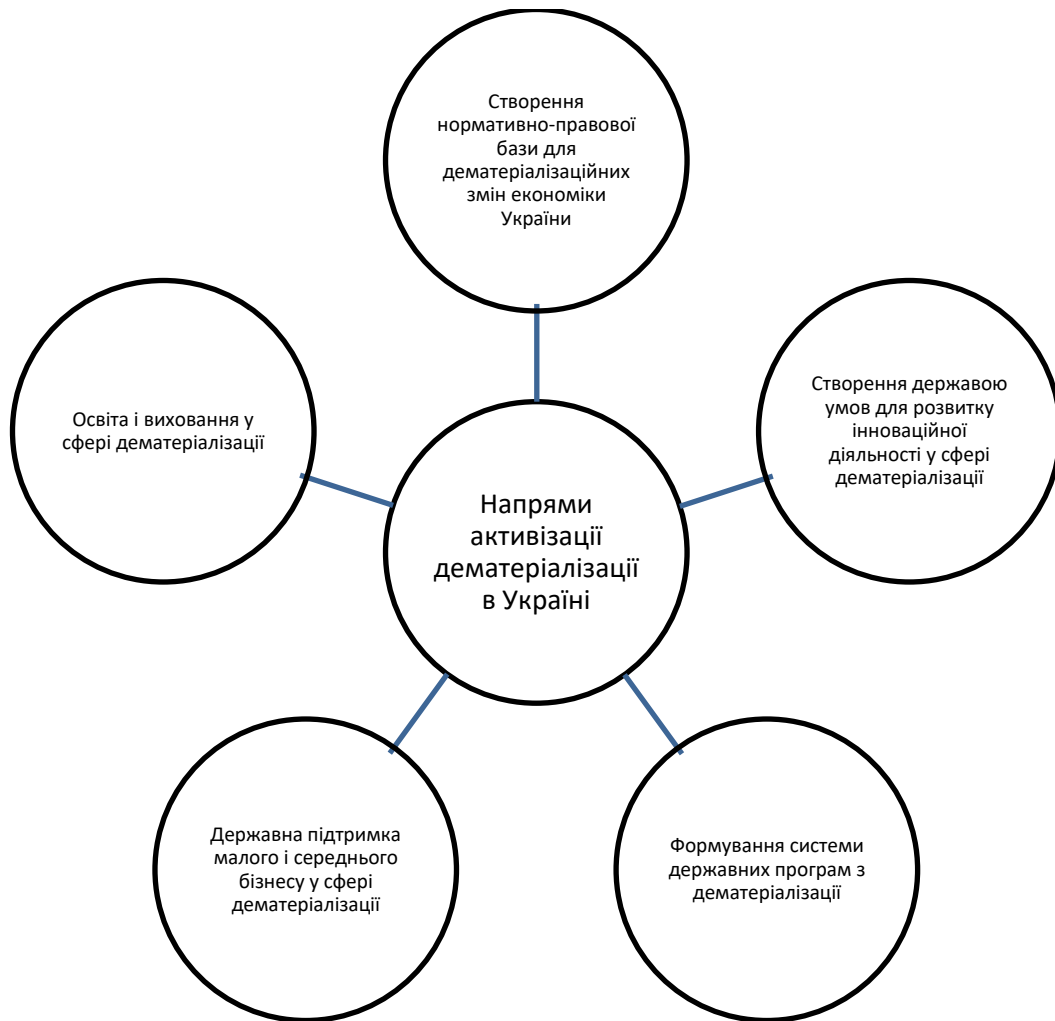 Створення
нормативно-правової
бази для
дематеріалізаційних
змін економіки
України
Створення державою
умов для розвитку
інноваційної
діяльності у сфері
дематеріалізації
Освіта і виховання у
сфері дематеріалізації
Напрями
активізації
дематеріалізації
в Україні
Державна підтримка
малого і середнього
бізнесу у сфері
дематеріалізації
Формування системи
державних програм з
дематеріалізації